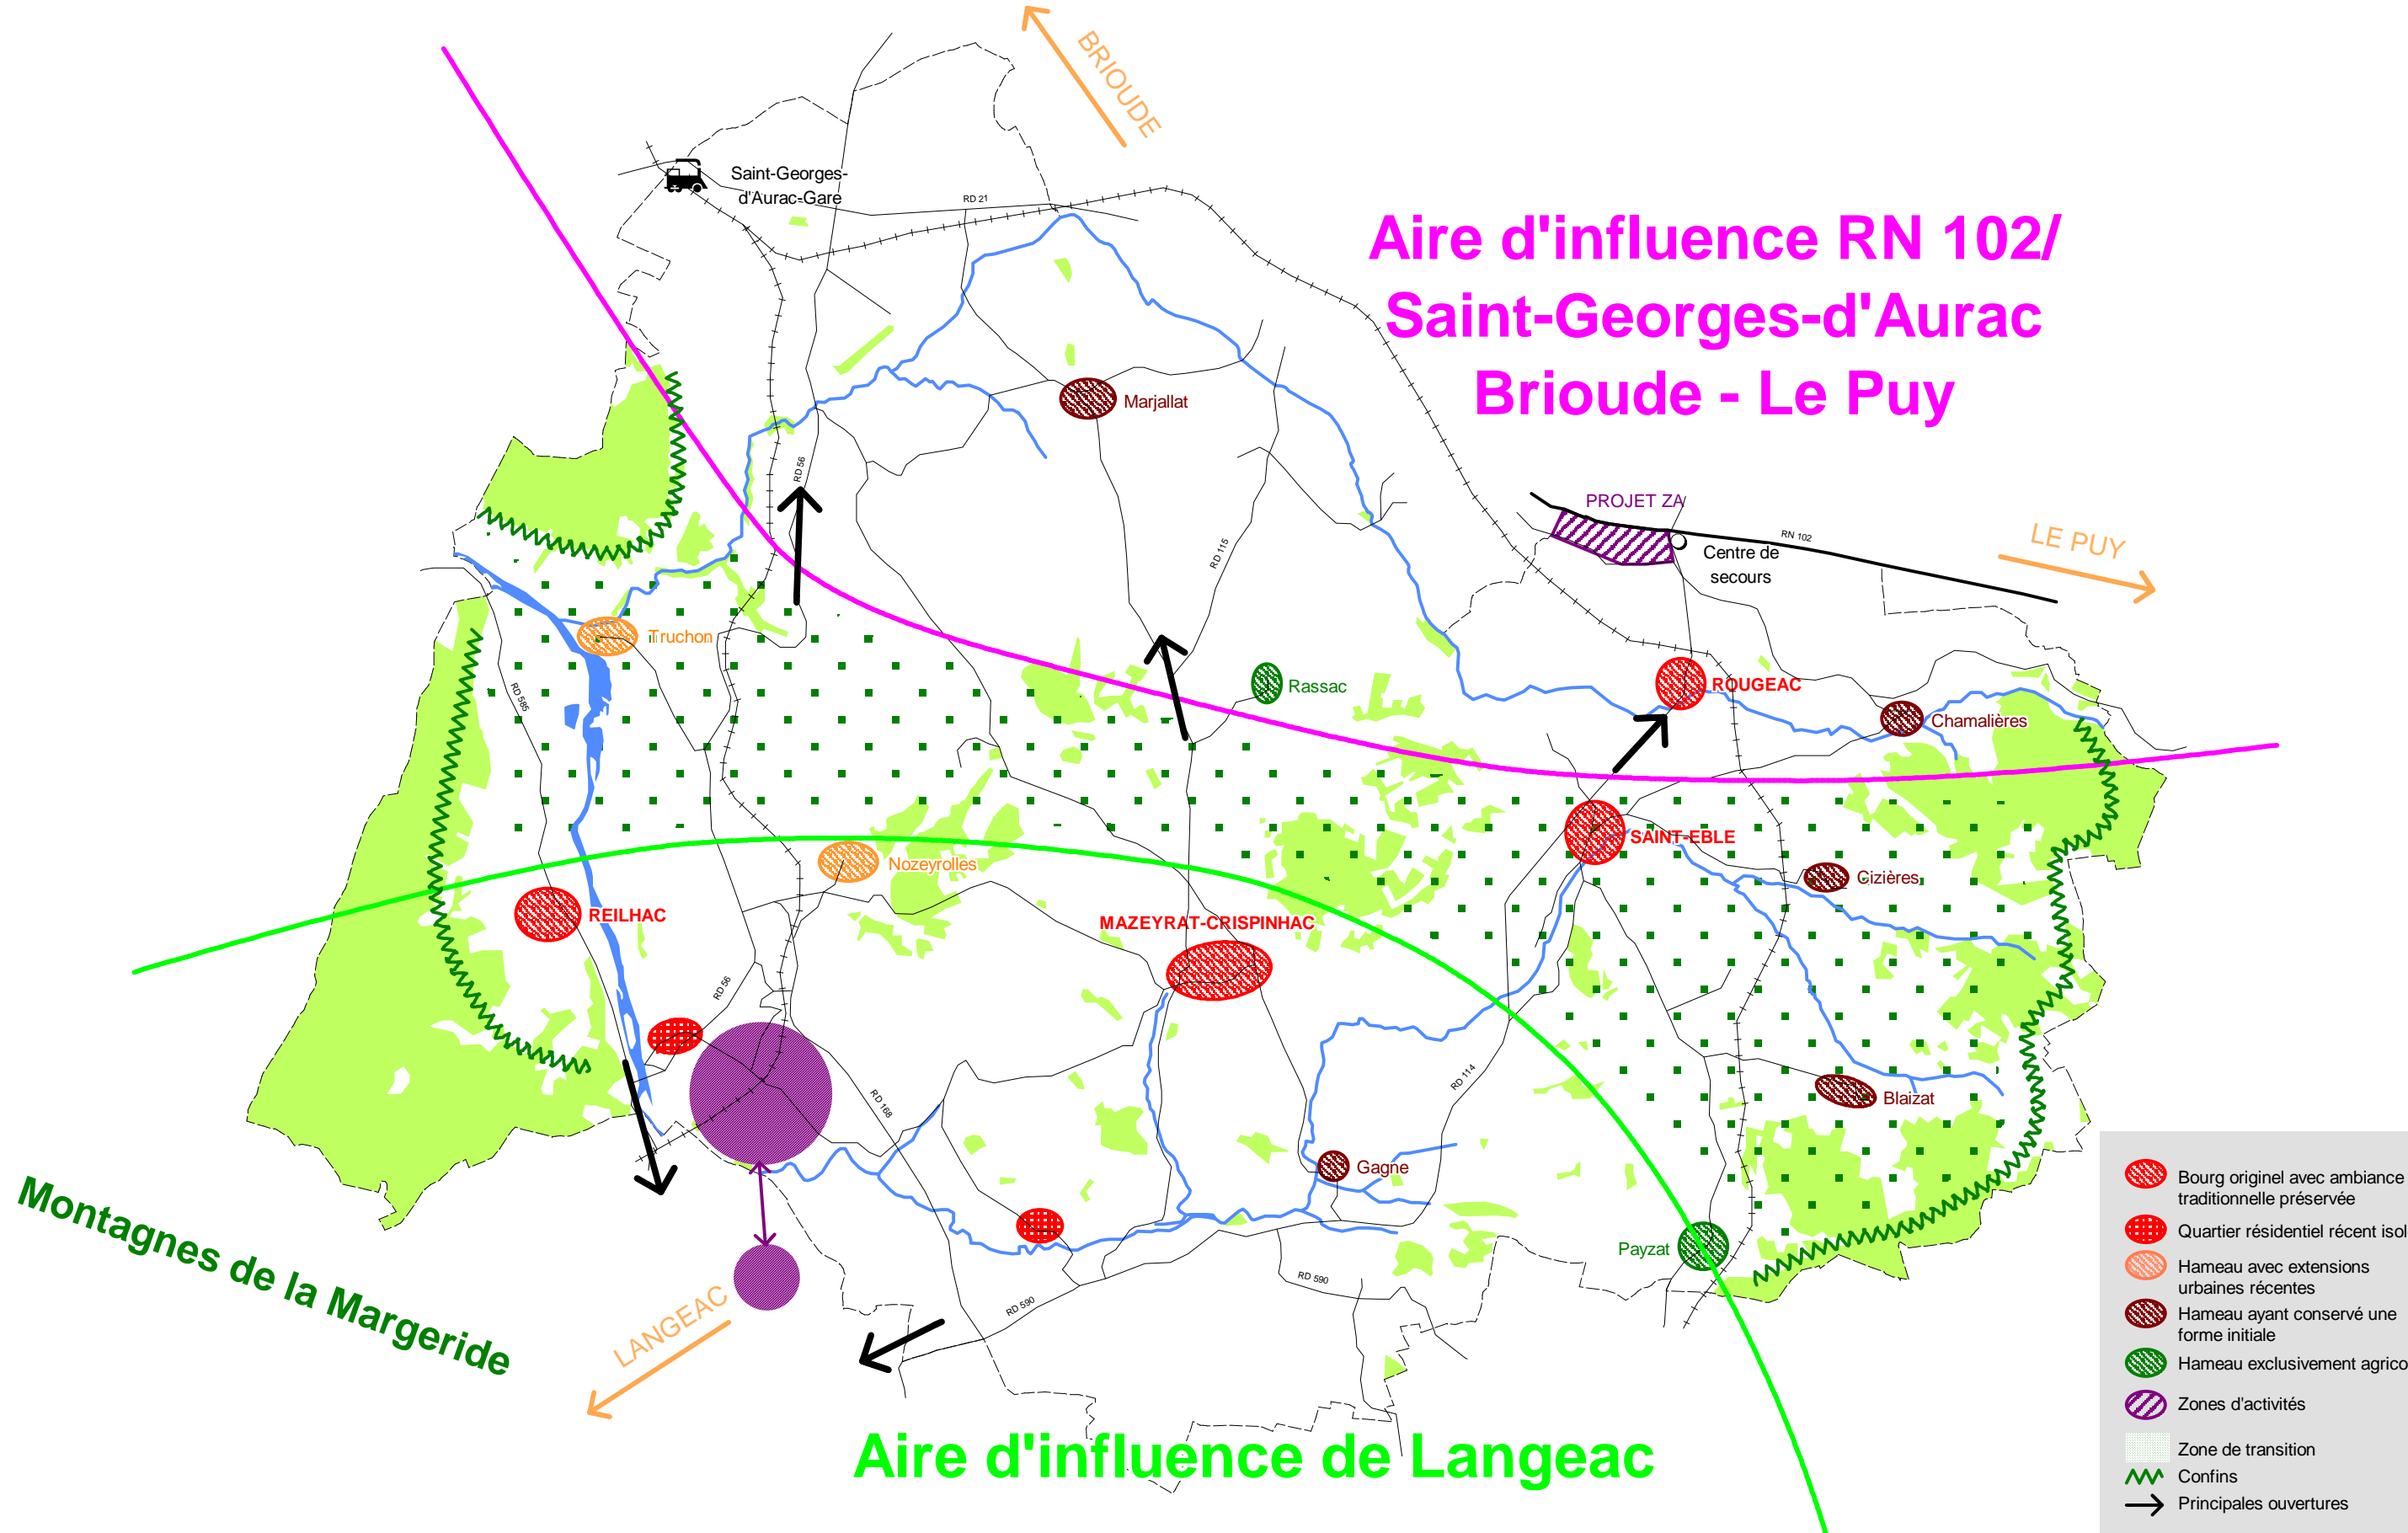 BRIOUDE
Saint-Georges-
d'Aurac-Gare
RD 21
Aire d'influence RN 102/
Saint-Georges-d'Aurac
Brioude - Le Puy
Marjallat
RD 56
PROJET ZA
RN 102
LE PUY
Centre de
secours
RD 115
Truchon
RD 585
Rassac
ROUGEAC
Chamalières
SAINT-EBLE
Nozeyrolles
Cizières
REILHAC
MAZEYRAT-CRISPINHAC
RD 56
RD 168
RD 114
Blaizat
Gagne
Payzat
RD 590
RD 590
Montagnes de la Margeride
LANGEAC
Aire d'influence de Langeac
Bourg originel avec ambiance
traditionnelle préservée
Quartier résidentiel récent isol
Hameau avec extensions
urbaines récentes
Hameau ayant conservé une
forme initiale
Hameau exclusivement agrico
Zones d'activités
Zone de transition
Confins
Principales ouvertures